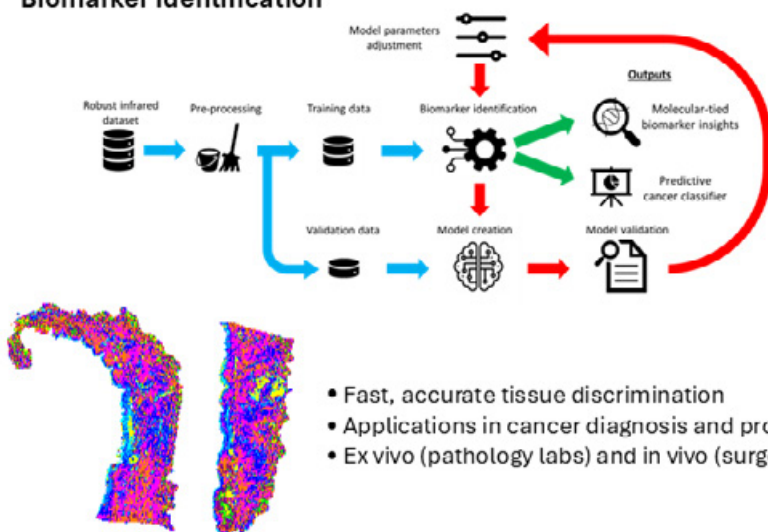 Biomarker identification
Model parameters
adjustment
Outputs
Robust infrared
dataset
Pre-processing
Training data
Biomarker identification
Molecular-tied
biomarker insights
Predictive
cancer classifier
Validation data
Model creation
Model validation
• Fast, accurate tissue discrimination
• Applications in cancer diagnosis and pro
• Ex vivo (pathology labs) and in vivo (surg